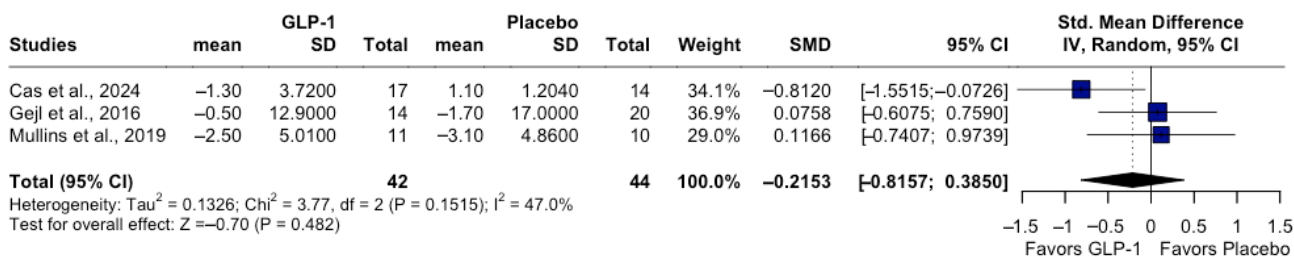 GLP-1 Placebo Std. Mean Difference
Studies mean SD Total mean SD Total Weight SMD 95% CI IV, Random, 95% CI
Cas et al., 2024 –1.30 3.7200 17 1.10 1.2040 14 34.1% –0.8120 [–1.5515;–0.0726]
Gejl et al., 2016 –0.50 12.9000 14 –1.70 17.0000 20 36.9% 0.0758 [–0.6075; 0.7590]
Mullins et al., 2019 –2.50 5.0100 11 –3.10 4.8600 10 29.0% 0.1166 [–0.7407; 0.9739]
Total (95% CI) 42 44 100.0% –0.2153 [–0.8157; 0.3850]
Heterogeneity: Tau² = 0.1326; Chi² = 3.77, df = 2 (P = 0.1515); I² = 47.0%
Test for overall effect: Z =–0.70 (P = 0.482)
–1.5 –1 –0.5 0 0.5 1 1.5
Favors GLP-1 Favors Placebo